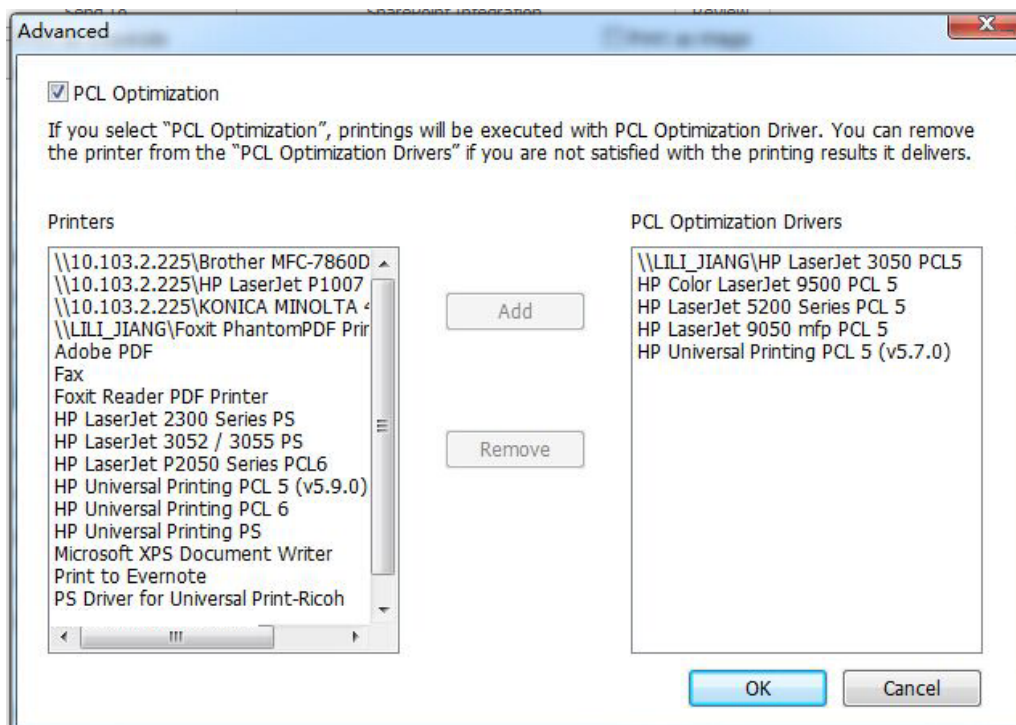 Send To SharePoint Integration Review
Advanced
PCL Optimization
If you select “PCL Optimization”, printings will be executed with PCL Optimization Driver. You can remove
the printer from the “PCL Optimization Drivers” if you are not satisfied with the printing results it delivers.
Printers
\\10.103.2.225\Brother MFC-7860D
\\10.103.2.225\HP LaserJet P1007
\\10.103.2.225\KONICA MINOLTA
\\LILI_JIANG\Foxit PhantomPDF Prin
Adobe PDF
Fax
Foxit Reader PDF Printer
HP LaserJet 2300 Series PS
HP LaserJet 3052 / 3055 PS
HP LaserJet P2050 Series PCL6
HP Universal Printing PCL 5 (v5.9.0)
HP Universal Printing PCL 6
HP Universal Printing PS
Microsoft XPS Document Writer
Print to Evernote
PS Driver for Universal Print-Ricoh
Add
Remove
PCL Optimization Drivers
\\LILI_JIANG\HP LaserJet 3050 PCL5
HP Color LaserJet 9500 PCL 5
HP LaserJet 5200 Series PCL 5
HP LaserJet 9050 mfp PCL 5
HP Universal Printing PCL 5 (v5.7.0)
OK
Cancel